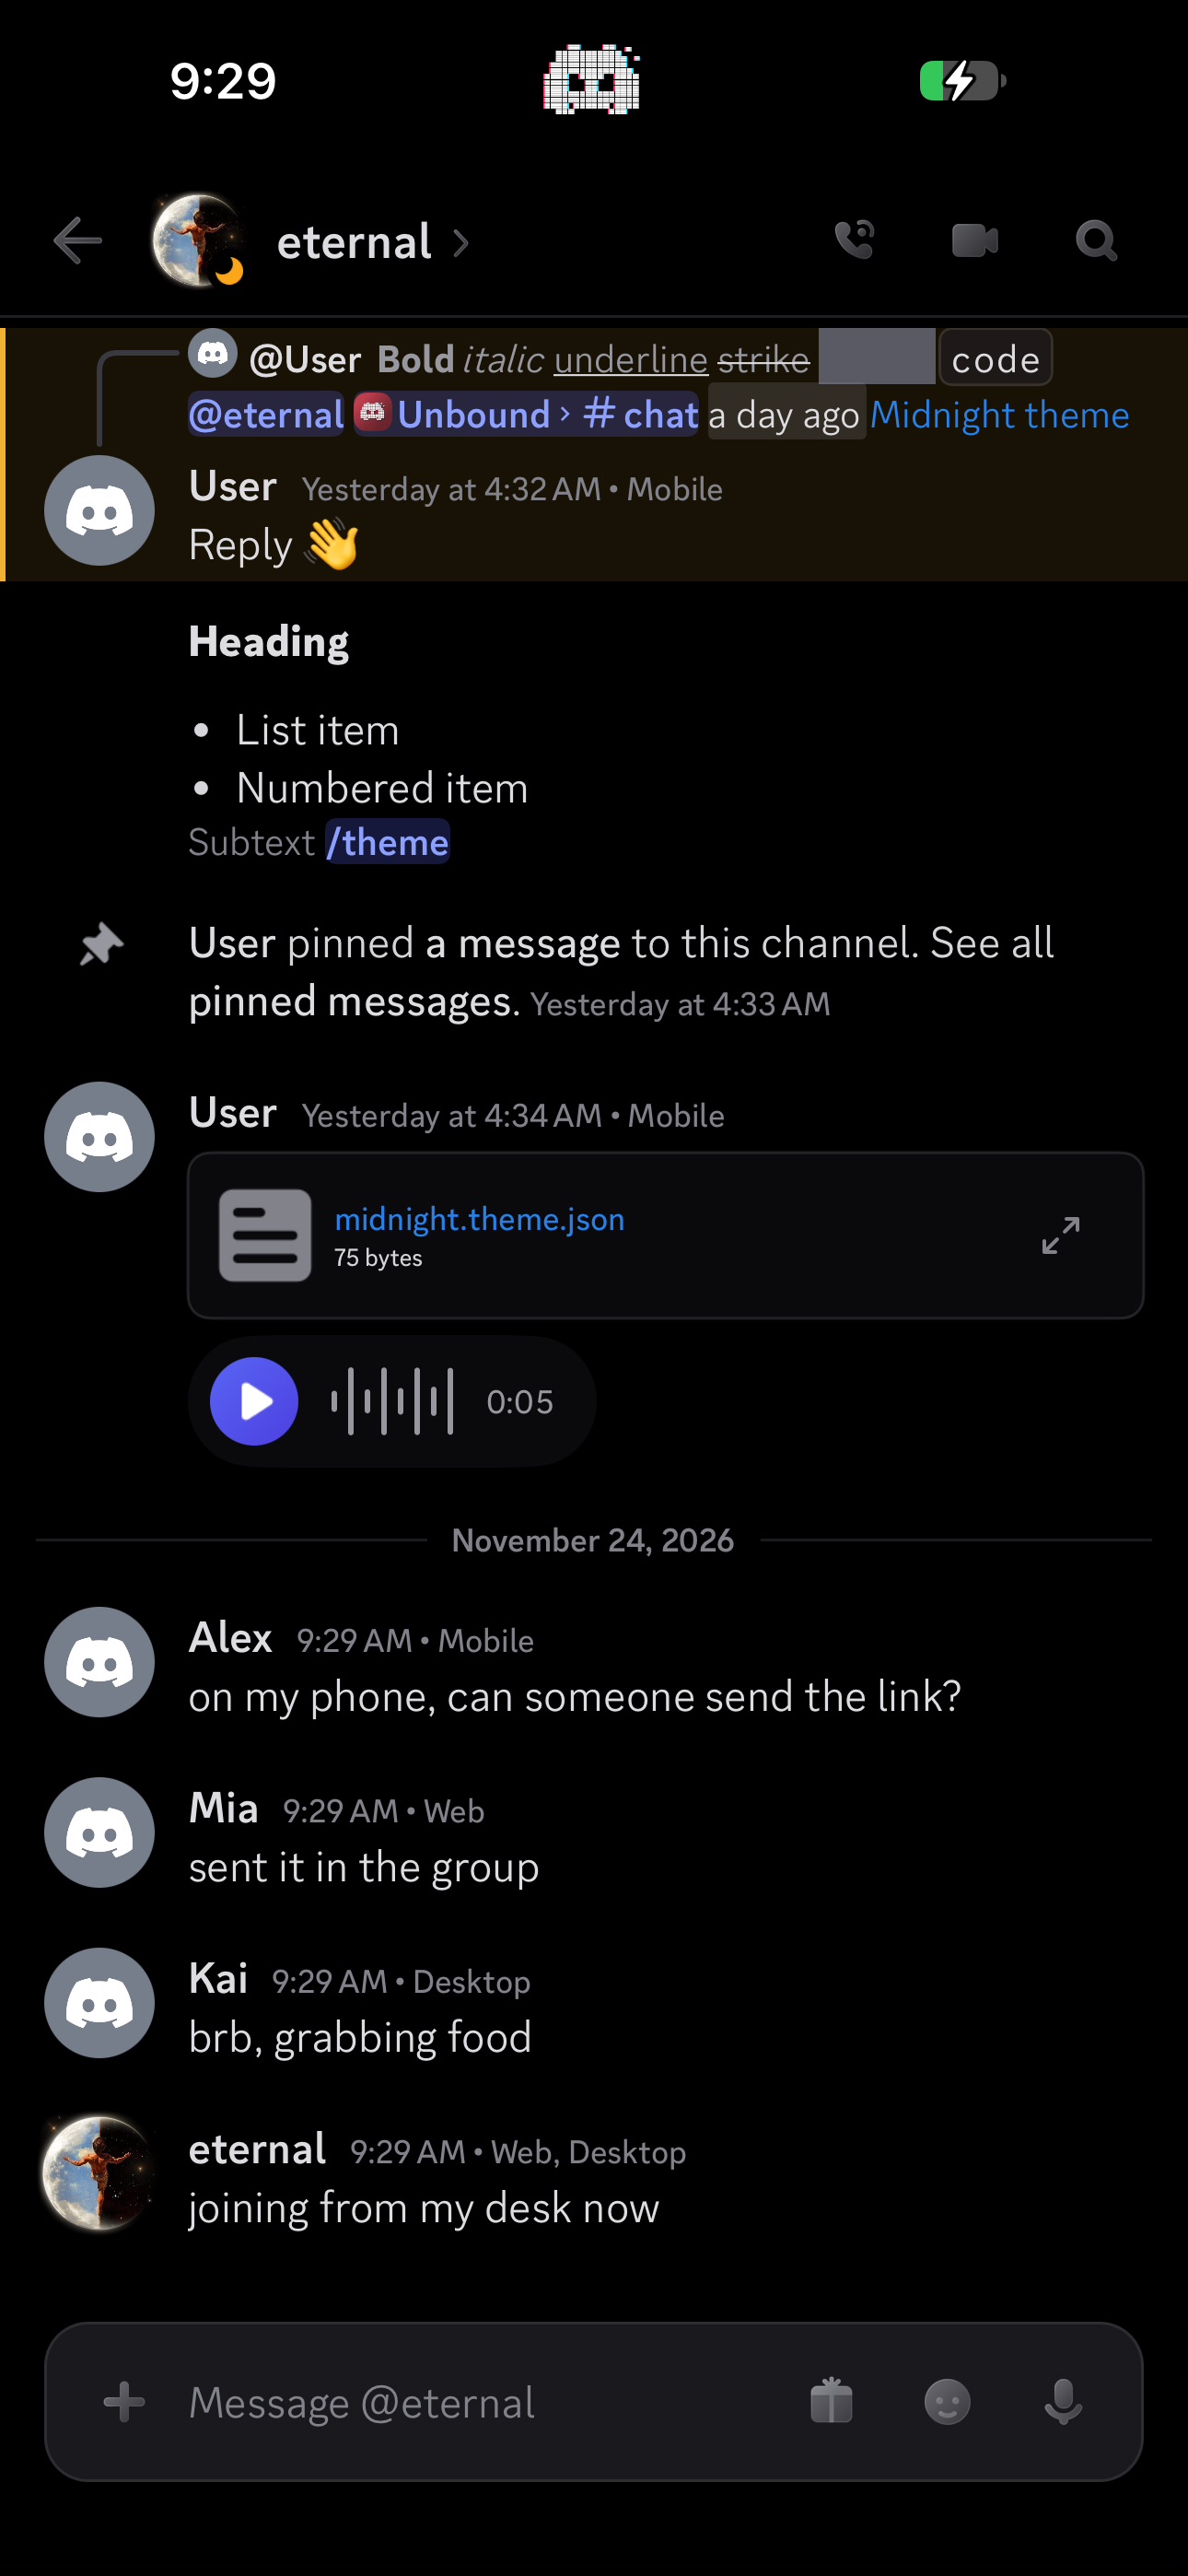 9:29
eternal
@User Bold italic underline strike code
@eternal Unbound › # chat a day ago Midnight theme
User Yesterday at 4:32 AM • Mobile
Reply 👋
Heading
• List item
• Numbered item
Subtext /theme
User pinned a message to this channel. See all
pinned messages. Yesterday at 4:33 AM
User Yesterday at 4:34 AM • Mobile
midnight.theme.json
75 bytes
0:05
November 24, 2026
Alex 9:29 AM • Mobile
on my phone, can someone send the link?
Mia 9:29 AM • Web
sent it in the group
Kai 9:29 AM • Desktop
brb, grabbing food
eternal 9:29 AM • Web, Desktop
joining from my desk now
Message @eternal